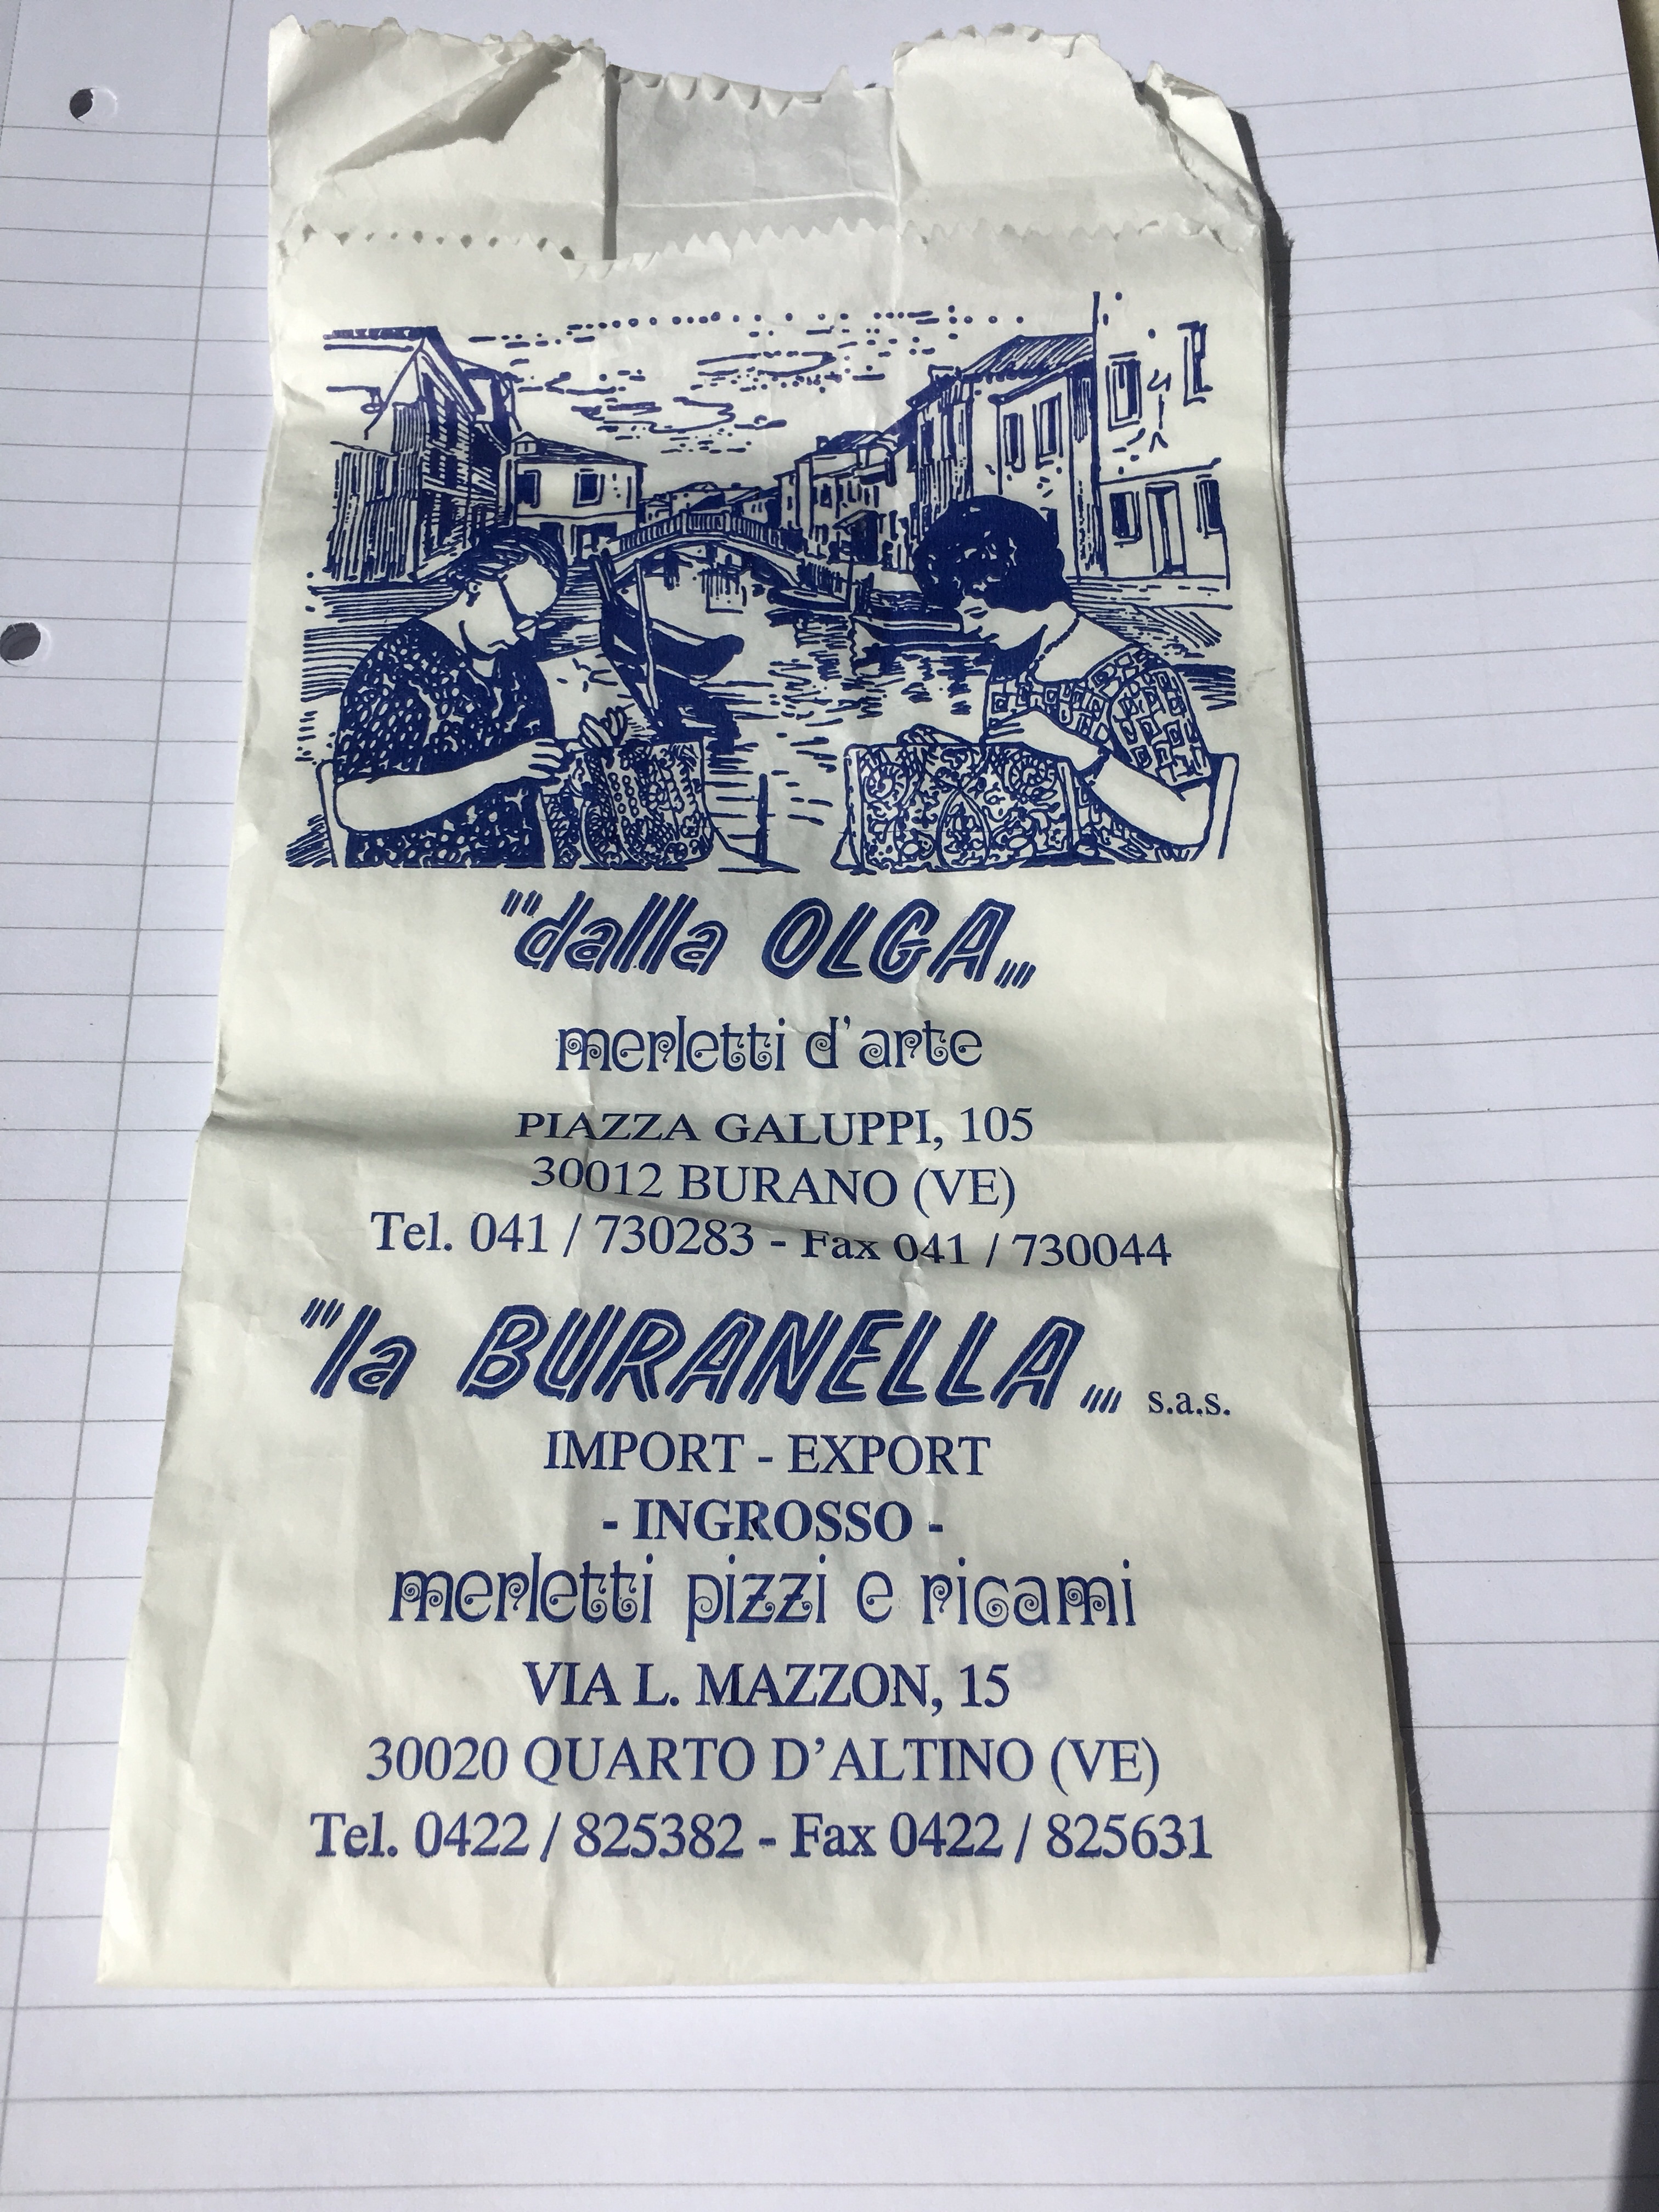 "dalla OLGA„
merletti d'arte
PIAZZA GALUPPI, 105
30012 BURANO (VE)
Tel. 041 / 730283 - Fax 041 / 730044
"la BURANELLA„ s.a.s.
IMPORT - EXPORT
- INGROSSO -
merletti pizzi e ricami
VIA L. MAZZON, 15
30020 QUARTO D'ALTINO (VE)
Tel. 0422 / 825382 - Fax 0422 / 825631